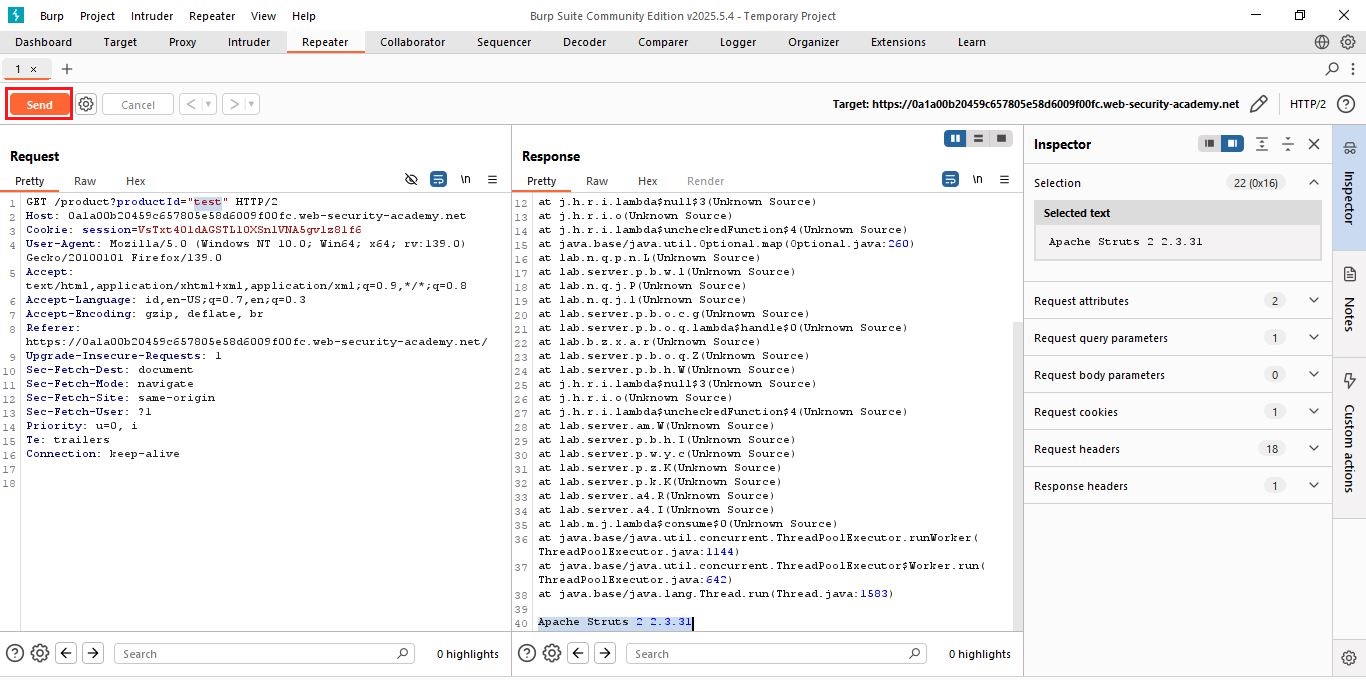 Burp Project Intruder Repeater View Help Burp Suite Community Edition v2025.5.4 - Temporary Project
Dashboard Target Proxy Intruder Repeater Collaborator Sequencer Decoder Comparer Logger Organizer Extensions Learn
1 × +
Send Cancel < > Target: https://0a1a00b20459c657805e58d6009f00fc.web-security-academy.net HTTP/2
Request
Pretty Raw Hex \n
1 GET /product?productId="test" HTTP/2
2 Host: 0a1a00b20459c657805e58d6009f00fc.web-security-academy.net
3 Cookie: session=VsTxt401dAGSTL10XSnlVNA5gvlz81f6
4 User-Agent: Mozilla/5.0 (Windows NT 10.0; Win64; x64; rv:139.0)
Gecko/20100101 Firefox/139.0
5 Accept:
text/html,application/xhtml+xml,application/xml;q=0.9,*/*;q=0.8
6 Accept-Language: id,en-US;q=0.7,en;q=0.3
7 Accept-Encoding: gzip, deflate, br
8 Referer:
https://0a1a00b20459c657805e58d6009f00fc.web-security-academy.net/
9 Upgrade-Insecure-Requests: 1
10 Sec-Fetch-Dest: document
11 Sec-Fetch-Mode: navigate
12 Sec-Fetch-Site: same-origin
13 Sec-Fetch-User: ?1
14 Priority: u=0, i
15 Te: trailers
16 Connection: keep-alive
17
18
Search 0 highlights
Response
Pretty Raw Hex Render \n
12 at j.h.r.i.lambda$null$3(Unknown Source)
13 at j.h.r.i.o(Unknown Source)
14 at j.h.r.i.lambda$uncheckedFunction$4(Unknown Source)
15 at java.base/java.util.Optional.map(Optional.java:260)
16 at lab.n.q.p.n.L(Unknown Source)
17 at lab.server.p.b.w.l(Unknown Source)
18 at lab.n.q.j.P(Unknown Source)
19 at lab.n.q.j.l(Unknown Source)
20 at lab.server.p.b.o.c.g(Unknown Source)
21 at lab.server.p.b.o.q.lambda$handle$0(Unknown Source)
22 at lab.b.z.x.a.r(Unknown Source)
23 at lab.server.p.b.o.q.Z(Unknown Source)
24 at lab.server.p.b.h.W(Unknown Source)
25 at j.h.r.i.lambda$null$3(Unknown Source)
26 at j.h.r.i.o(Unknown Source)
27 at j.h.r.i.lambda$uncheckedFunction$4(Unknown Source)
28 at lab.server.am.W(Unknown Source)
29 at lab.server.p.b.h.I(Unknown Source)
30 at lab.server.p.w.y.c(Unknown Source)
31 at lab.server.p.z.K(Unknown Source)
32 at lab.server.p.k.K(Unknown Source)
33 at lab.server.a4.R(Unknown Source)
34 at lab.server.a4.I(Unknown Source)
35 at lab.m.j.lambda$consume$0(Unknown Source)
36 at java.base/java.util.concurrent.ThreadPoolExecutor.runWorker(
ThreadPoolExecutor.java:1144)
37 at java.base/java.util.concurrent.ThreadPoolExecutor$Worker.run(
ThreadPoolExecutor.java:642)
38 at java.base/java.lang.Thread.run(Thread.java:1583)
39
40 Apache Struts 2 2.3.31
Search 0 highlights
Inspector
Selection 22 (0x16)
Selected text
Apache Struts 2 2.3.31
Request attributes 2
Request query parameters 1
Request body parameters 0
Request cookies 1
Request headers 18
Response headers 1
Inspector
Notes
Custom actions